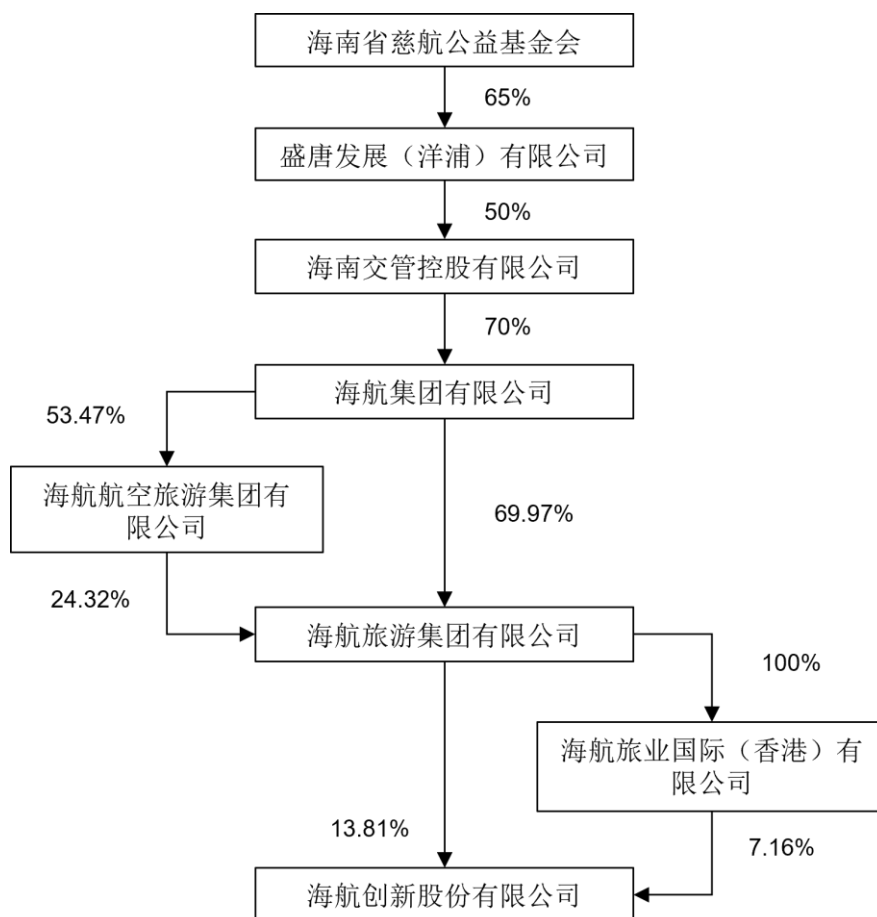 海南省慈航公益基金会
65%
盛唐发展（洋浦）有限公司
50%
海南交管控股有限公司
70%
海航集团有限公司
53.47%
海航航空旅游集团有
限公司
69.97%
24.32%
海航旅游集团有限公司
100%
海航旅业国际（香港）有
限公司
13.81%
7.16%
海航创新股份有限公司